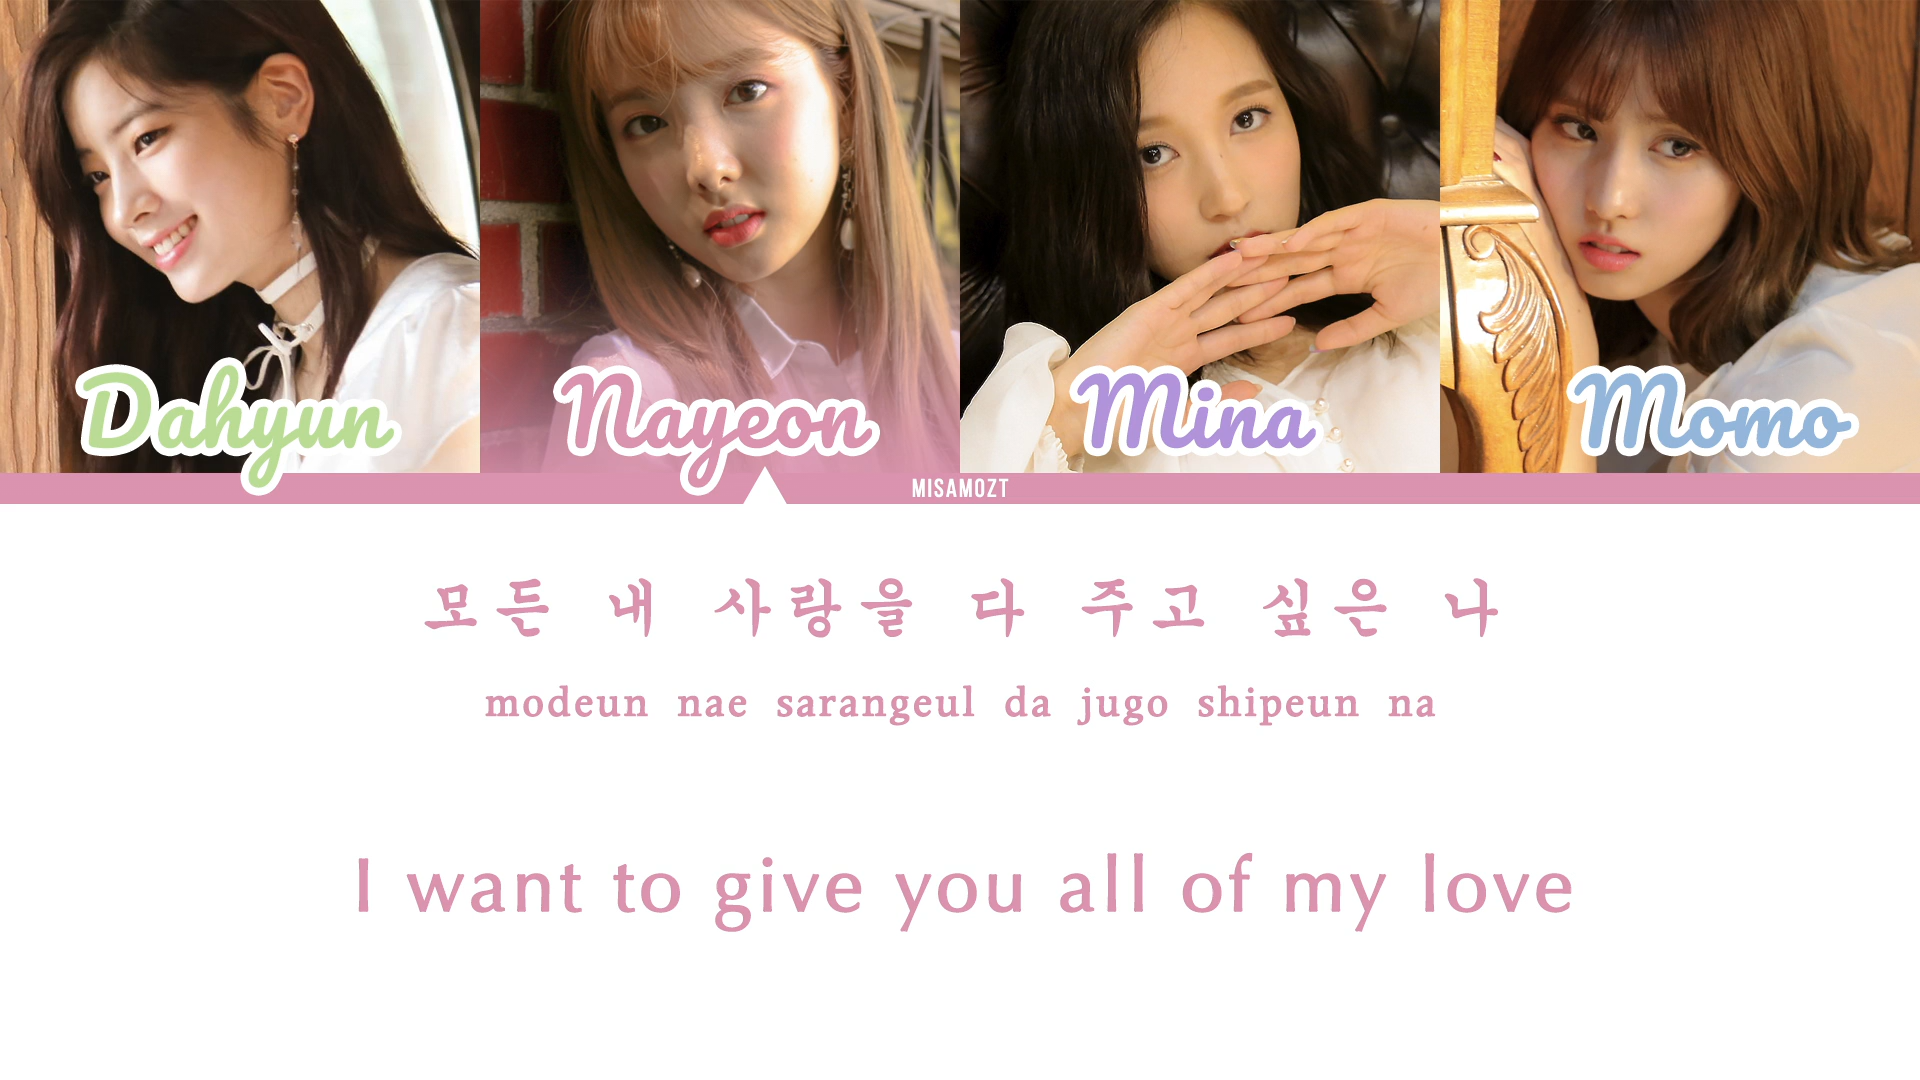 Dahyun
Nayeon
Mina
Momo
MISAMOZT
모든 내 사랑을 다 주고 싶은 나
modeun nae sarangeul da jugo shipeun na
I want to give you all of my love